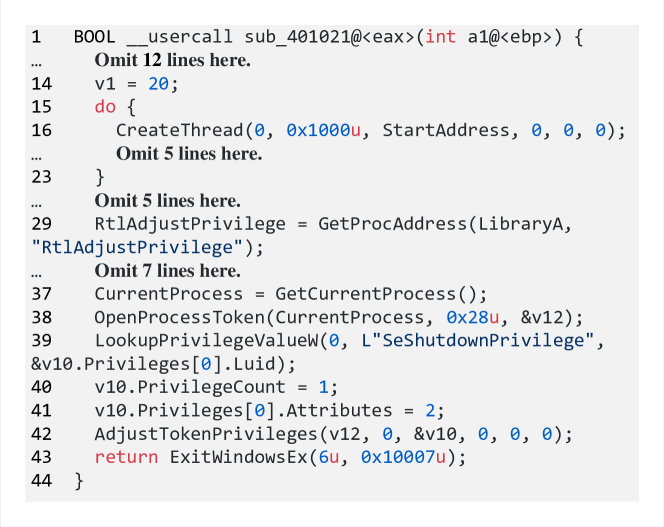 1 BOOL __usercall sub_401021@<eax>(int a1@<ebp>) {
… Omit 12 lines here.
14 v1 = 20;
15 do {
16 CreateThread(0, 0x1000u, StartAddress, 0, 0, 0);
… Omit 5 lines here.
23 }
… Omit 5 lines here.
29 RtlAdjustPrivilege = GetProcAddress(LibraryA,
"RtlAdjustPrivilege");
… Omit 7 lines here.
37 CurrentProcess = GetCurrentProcess();
38 OpenProcessToken(CurrentProcess, 0x28u, &v12);
39 LookupPrivilegeValueW(0, L"SeShutdownPrivilege",
&v10.Privileges[0].Luid);
40 v10.PrivilegeCount = 1;
41 v10.Privileges[0].Attributes = 2;
42 AdjustTokenPrivileges(v12, 0, &v10, 0, 0, 0);
43 return ExitWindowsEx(6u, 0x10007u);
44 }